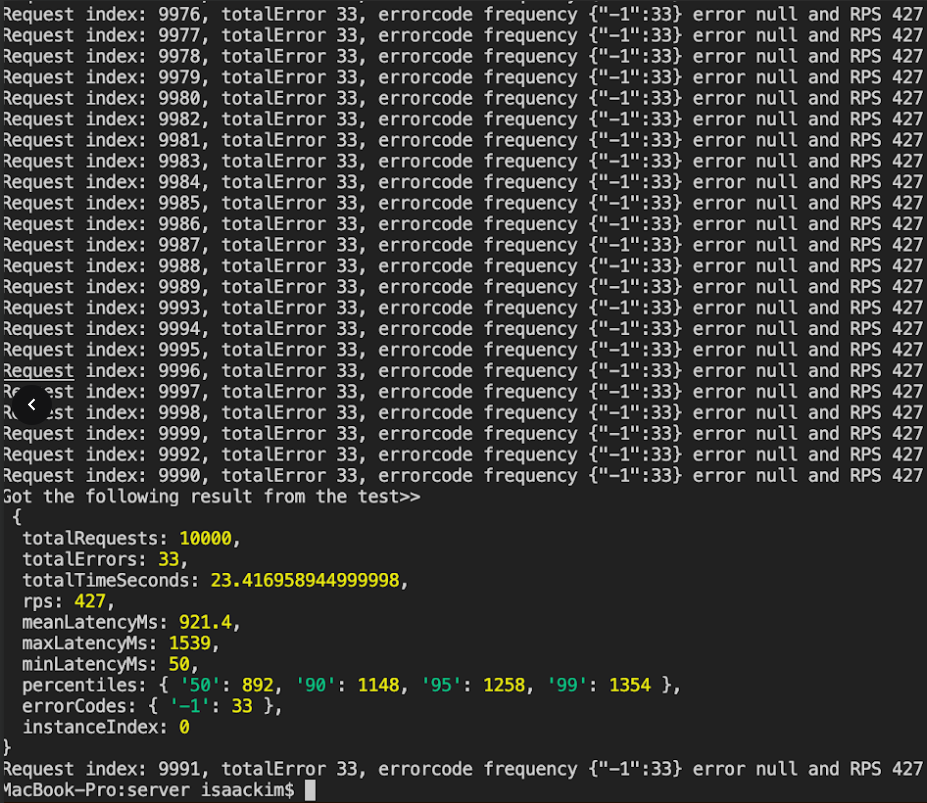 Request index: 9976, totalError 33, errorcode frequency {"-1":33} error null and RPS 427
Request index: 9977, totalError 33, errorcode frequency {"-1":33} error null and RPS 427
Request index: 9978, totalError 33, errorcode frequency {"-1":33} error null and RPS 427
Request index: 9979, totalError 33, errorcode frequency {"-1":33} error null and RPS 427
Request index: 9980, totalError 33, errorcode frequency {"-1":33} error null and RPS 427
Request index: 9982, totalError 33, errorcode frequency {"-1":33} error null and RPS 427
Request index: 9981, totalError 33, errorcode frequency {"-1":33} error null and RPS 427
Request index: 9983, totalError 33, errorcode frequency {"-1":33} error null and RPS 427
Request index: 9984, totalError 33, errorcode frequency {"-1":33} error null and RPS 427
Request index: 9985, totalError 33, errorcode frequency {"-1":33} error null and RPS 427
Request index: 9986, totalError 33, errorcode frequency {"-1":33} error null and RPS 427
Request index: 9987, totalError 33, errorcode frequency {"-1":33} error null and RPS 427
Request index: 9988, totalError 33, errorcode frequency {"-1":33} error null and RPS 427
Request index: 9989, totalError 33, errorcode frequency {"-1":33} error null and RPS 427
Request index: 9993, totalError 33, errorcode frequency {"-1":33} error null and RPS 427
Request index: 9994, totalError 33, errorcode frequency {"-1":33} error null and RPS 427
Request index: 9995, totalError 33, errorcode frequency {"-1":33} error null and RPS 427
Request index: 9996, totalError 33, errorcode frequency {"-1":33} error null and RPS 427
Request index: 9997, totalError 33, errorcode frequency {"-1":33} error null and RPS 427
Request index: 9998, totalError 33, errorcode frequency {"-1":33} error null and RPS 427
Request index: 9999, totalError 33, errorcode frequency {"-1":33} error null and RPS 427
Request index: 9992, totalError 33, errorcode frequency {"-1":33} error null and RPS 427
Request index: 9990, totalError 33, errorcode frequency {"-1":33} error null and RPS 427
Got the following result from the test>>
{
totalRequests: 10000,
totalErrors: 33,
totalTimeSeconds: 23.416958944999998,
rps: 427,
meanLatencyMs: 921.4,
maxLatencyMs: 1539,
minLatencyMs: 50,
percentiles: { '50': 892, '90': 1148, '95': 1258, '99': 1354 },
errorCodes: { '-1': 33 },
instanceIndex: 0
}
Request index: 9991, totalError 33, errorcode frequency {"-1":33} error null and RPS 427
MacBook-Pro:server isaackim$